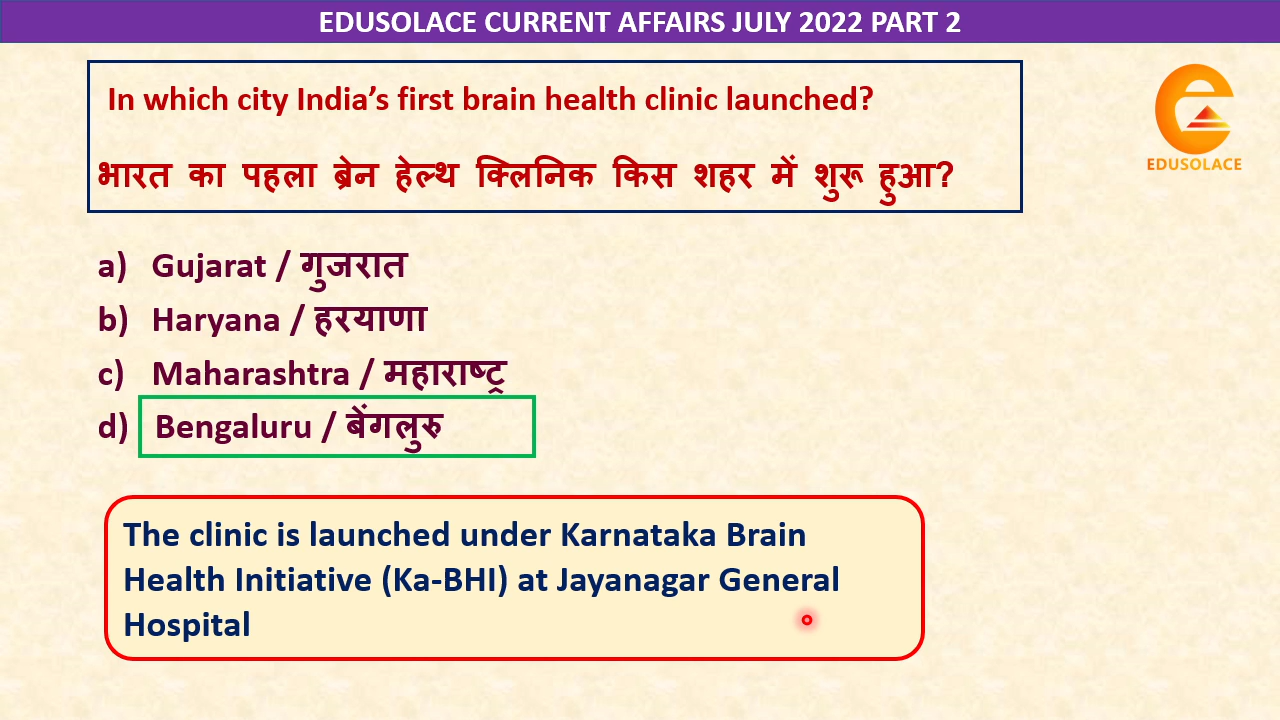 EDUSOLACE CURRENT AFFAIRS JULY 2022 PART 2
In which city India’s first brain health clinic launched?
भारत का पहला ब्रेन हेल्थ क्लिनिक किस शहर में शुरू हुआ?
EDUSOLACE
a) Gujarat / गुजरात
b) Haryana / हरयाणा
c) Maharashtra / महाराष्ट्र
d) Bengaluru / बेंगलुरु
The clinic is launched under Karnataka Brain
Health Initiative (Ka-BHI) at Jayanagar General
Hospital